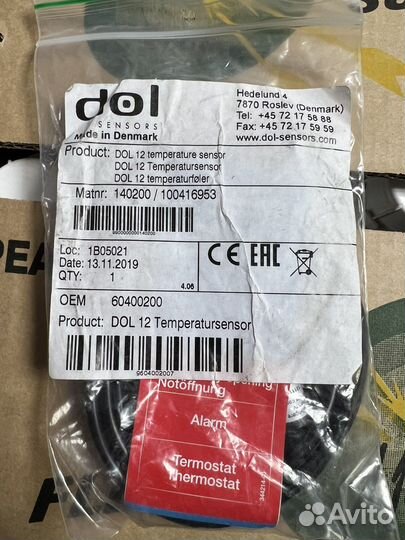 dol
SENSORS
Made in Denmark
Hedelund 4
7870 Roslev (Denmark)
Tel: +45 72 17 58 88
Fax: +45 72 17 59 59
www.dol-sensors.com
Product: DOL 12 temperature sensor
DOL 12 Temperatursensor
DOL 12 temperaturføler
Matnr: 140200 / 100416953
Loc: 1B05021
Date: 13.11.2019
QTY: 1
4.06
CE EAC
OEM 60400200
Product: DOL 12 Temperatursensor
9604002007
Notöffnung
Alarm
Termostat
Thermostat
Avito